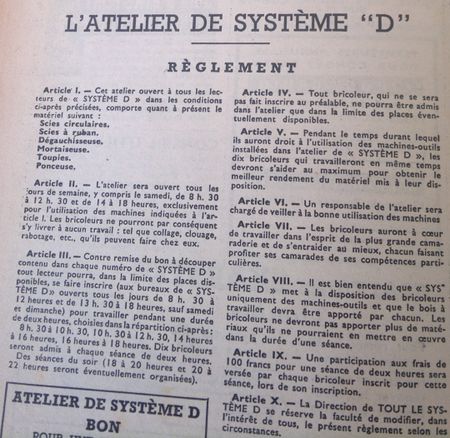 L'ATELIER DE SYSTÈME "D"
RÈGLEMENT
Article I. — Cet atelier ouvert à tous les lec-
teurs de « SYSTÈME D » dans les conditions
ci-après précisées, comporte quant à présent le
matériel suivant :
Scies circulaires.
Scies à ruban.
Dégauchisseuse.
Mortaiseuse.
Toupies.
Ponceuse.
Article II. — L'atelier sera ouvert tous les
jours de semaine, y compris le samedi, de 8 h. 30
à 12 h. 30 et de 14 à 18 heures, exclusivement
pour l'utilisation des machines indiquées à l'arti-
cle I. Les bricoleurs ne pourront par conséquent
s'y livrer à aucun travail : tel que collage, clouage,
rabotage, etc., qu'ils peuvent faire chez eux.
Article III. — Contre remise du bon à découper
contenu dans chaque numéro de « SYSTÈME D »
tout lecteur pourra, dans la limite des places dis-
ponibles, se faire inscrire (aux bureaux de « SYS-
TÈME D » ouverts tous les jours de 8 h. 30 à
12 heures et de 13 h. 30 à 18 heures, sauf samedi
et dimanche) pour travailler pendant une durée
de deux heures, choisies dans la répartition ci-après :
8 h. 30 à 10 h. 30, 10 h. 30 à 12 h. 30, 14 heures
à 16 heures, 16 heures à 18 heures. Dix bricoleurs
seront admis à chaque séance de deux heures.
Des séances du soir (18 à 20 heures et 20 à
22 heures seront éventuellement organisées).
ATELIER DE SYSTÈME D
BON
Article IV. — Tout bricoleur, qui ne se sera
pas fait inscrire au préalable, ne pourra être admis
dans l'atelier que dans la limite des places éven-
tuellement disponibles.
Article V. — Pendant le temps durant lequel
ils auront droit à l'utilisation des machines-outils
installées dans l'atelier de « SYSTÈME D », les
dix bricoleurs qui travailleront en même temps
devront s'aider au maximum pour obtenir le
meilleur rendement du matériel mis à leur dis-
position.
Article VI. — Un responsable de l'atelier sera
chargé de veiller à la bonne utilisation des machines
Article VII. — Les bricoleurs auront à cœur
de travailler dans l'esprit de la plus grande cama-
raderie et de s'entraider au mieux, chacun faisant
profiter ses camarades de ses compétences parti-
culières.
Article VIII. — Il est bien entendu que « SYS-
TÈME D » met à la disposition des bricoleurs
uniquement des machines-outils et que le bois à
travailler devra être apporté par chacun. Les
bricoleurs ne devront pas apporter plus de maté-
riaux qu'ils ne pourraient en mettre en œuvre
dans la durée d'une séance.
Article IX. — Une participation aux frais de
100 francs pour une séance de deux heures sera
versée par chaque bricoleur inscrit pour cette
séance, lors de son inscription.
Article X. — La Direction de TOUT LE SYS-
TÈME D se réserve la faculté de modifier, dans
l'intérêt de tous, le présent règlement selon les
circonstances.